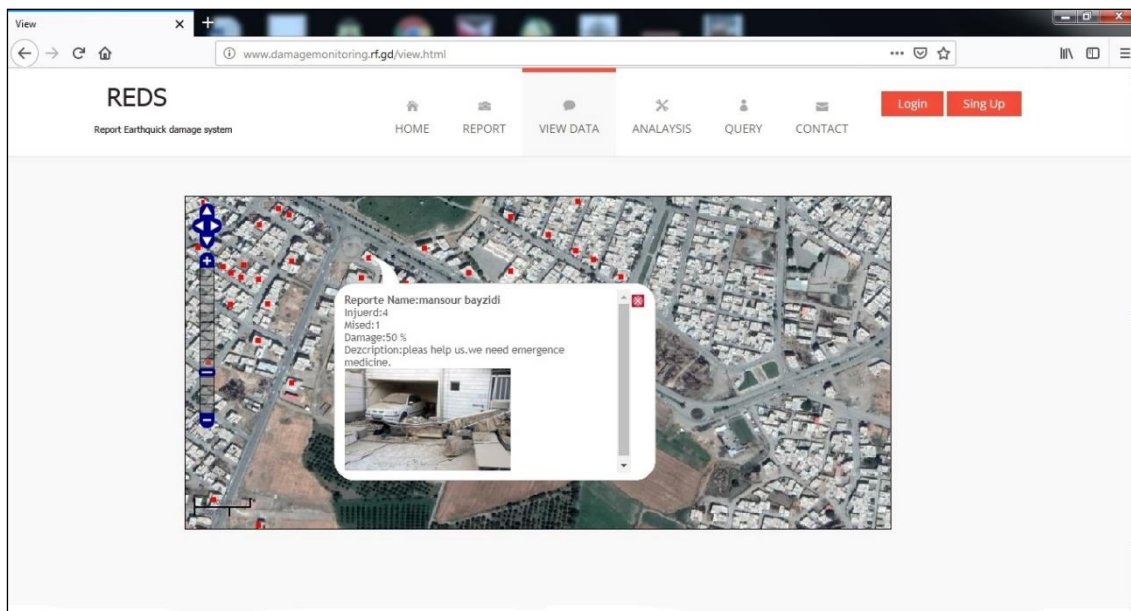 View
www.damagemonitoring.rf.gd/view.html
REDS
Report Earthquick damage system
HOME
REPORT
VIEW DATA
ANALAYSIS
QUERY
CONTACT
Login
Sing Up
Reporte Name:mansour bayzidi
Injuerd:4
Mised:1
Damage:50 %
Dezcription:pleas help us.we need emergence
medicine.